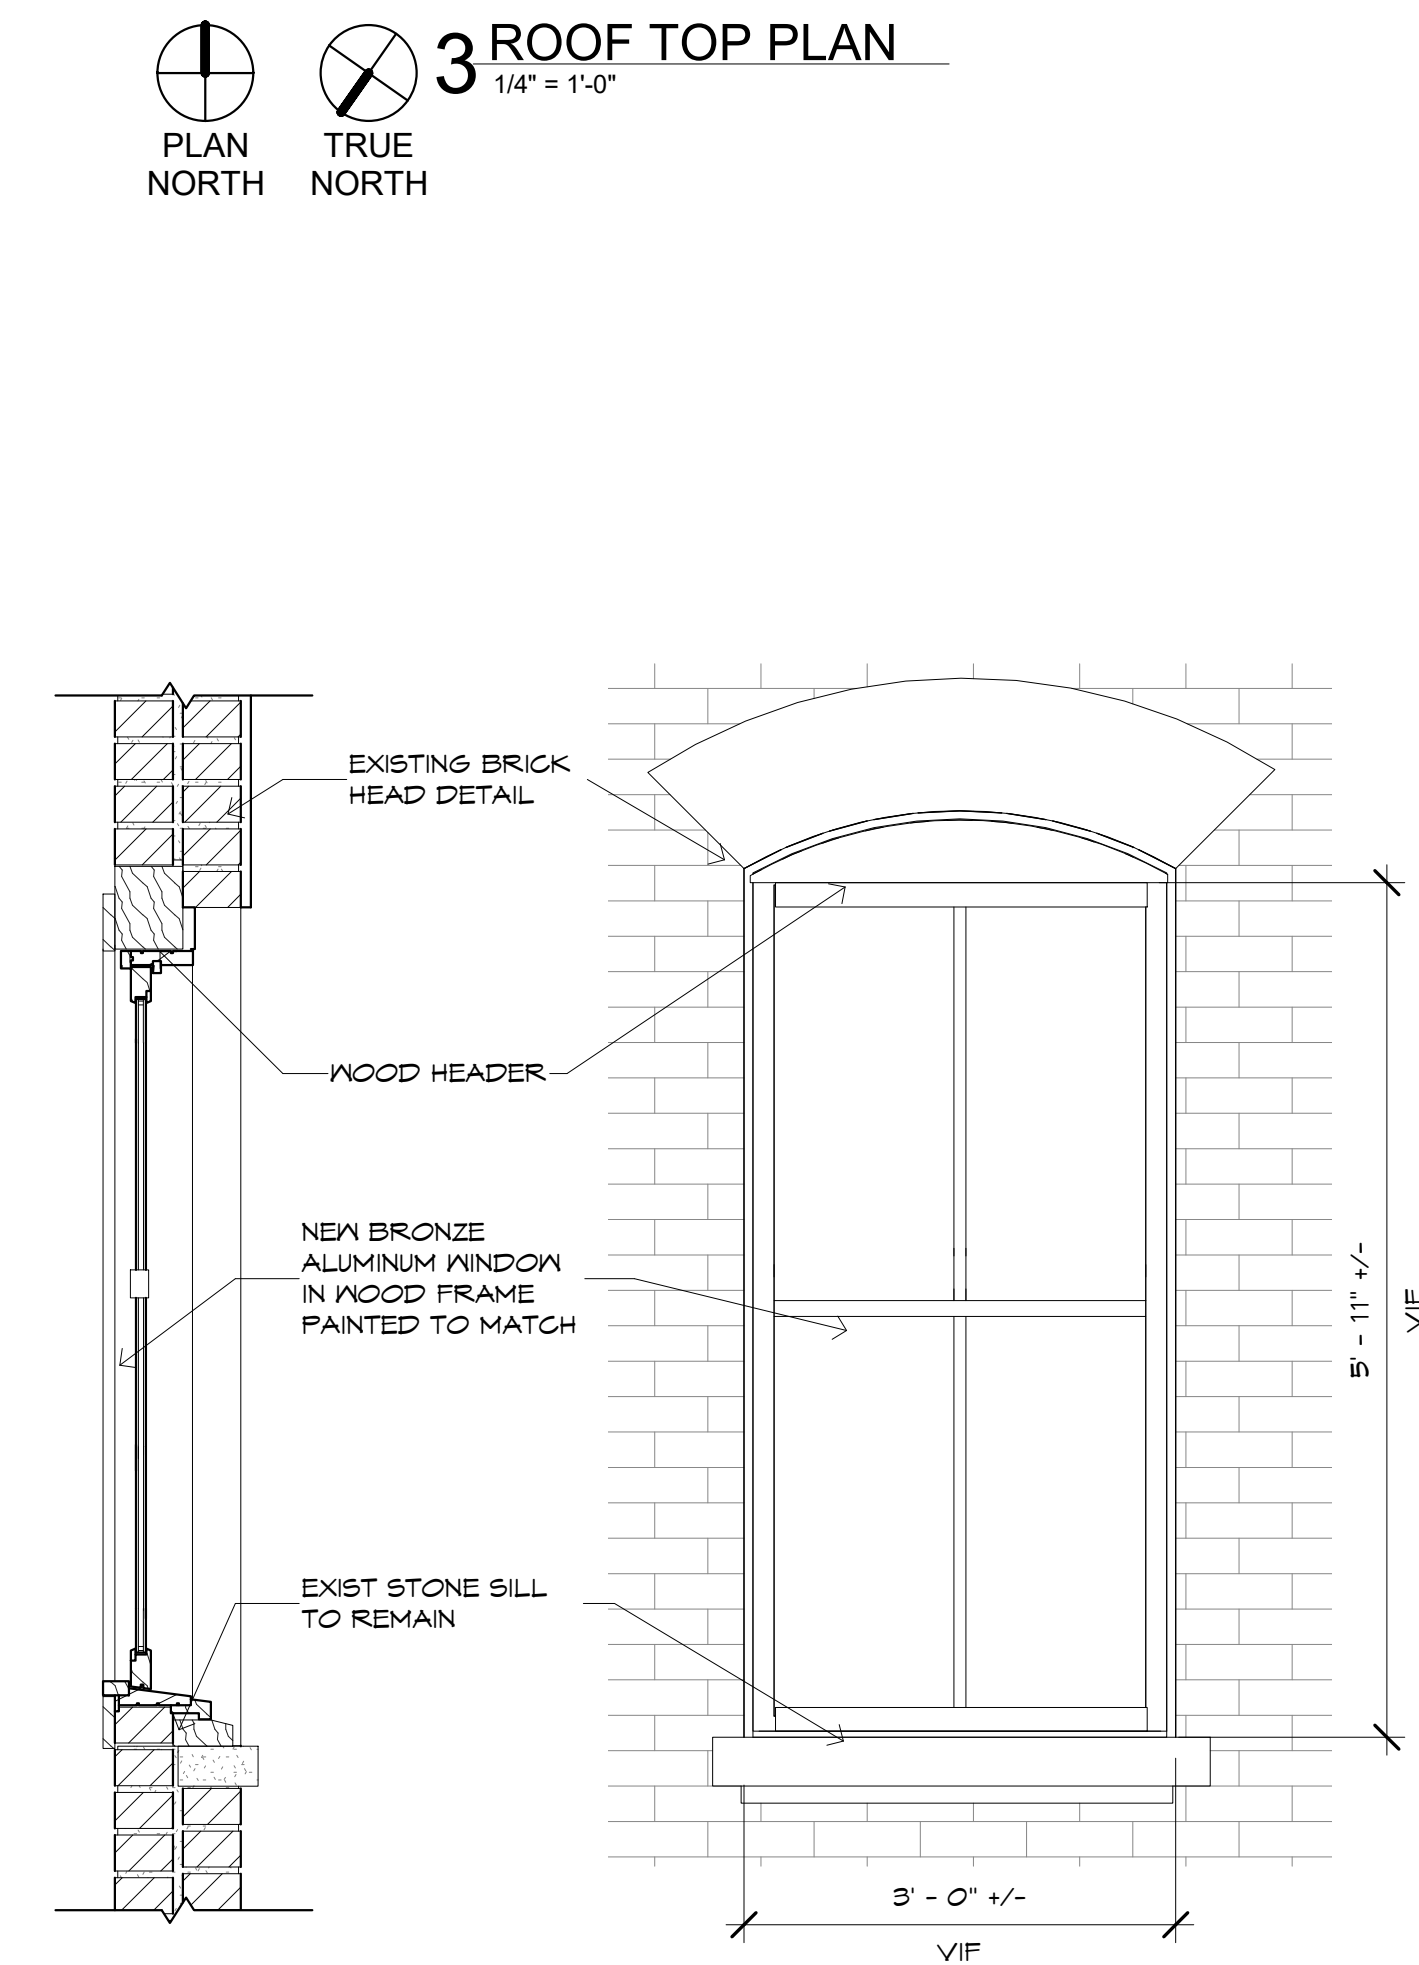 3 ROOF TOP PLAN
1/4" = 1'-0"
PLAN
NORTH
TRUE
NORTH
EXISTING BRICK
HEAD DETAIL
WOOD HEADER
NEW BRONZE
ALUMINUM WINDOW
IN WOOD FRAME
PAINTED TO MATCH
5' - 11" +/-
VIF
EXIST STONE SILL
TO REMAIN
3' - 0" +/-
VIF